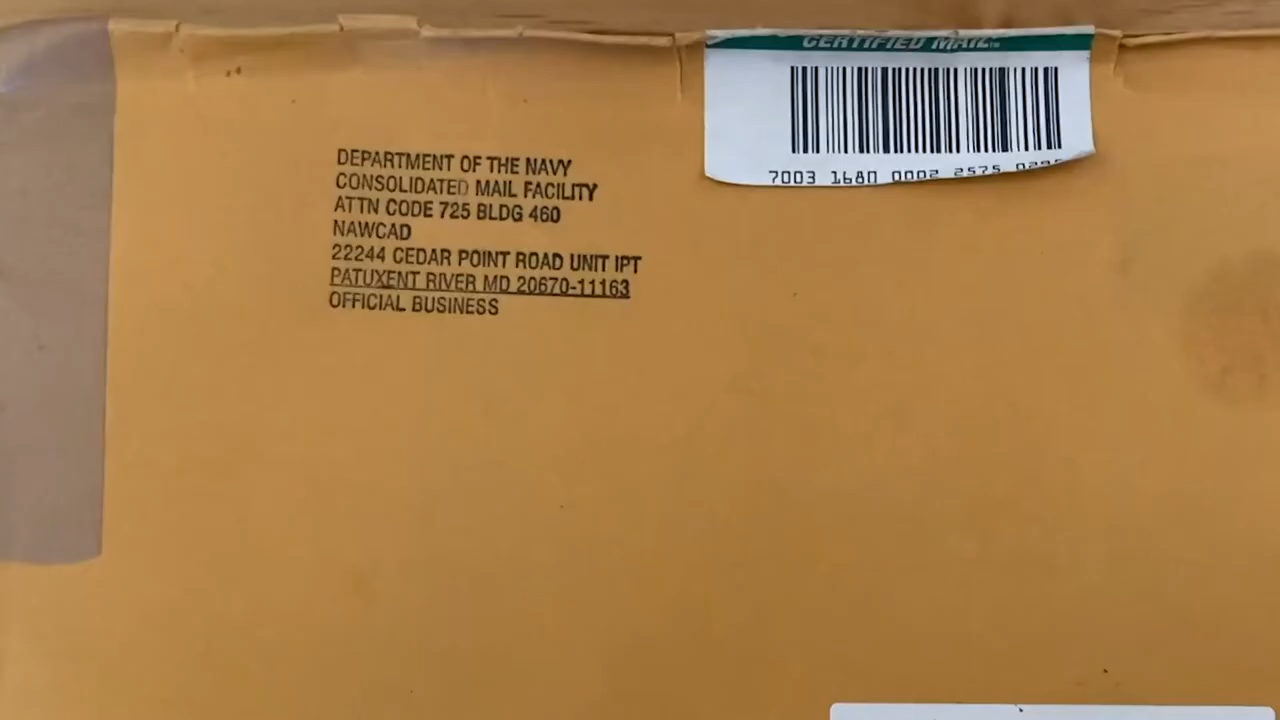 CERTIFIED MAIL™
7003 1680 0002 2575
DEPARTMENT OF THE NAVY
CONSOLIDATED MAIL FACILITY
ATTN CODE 725 BLDG 460
NAWCAD
22244 CEDAR POINT ROAD UNIT IPT
PATUXENT RIVER MD 20670-11163
OFFICIAL BUSINESS